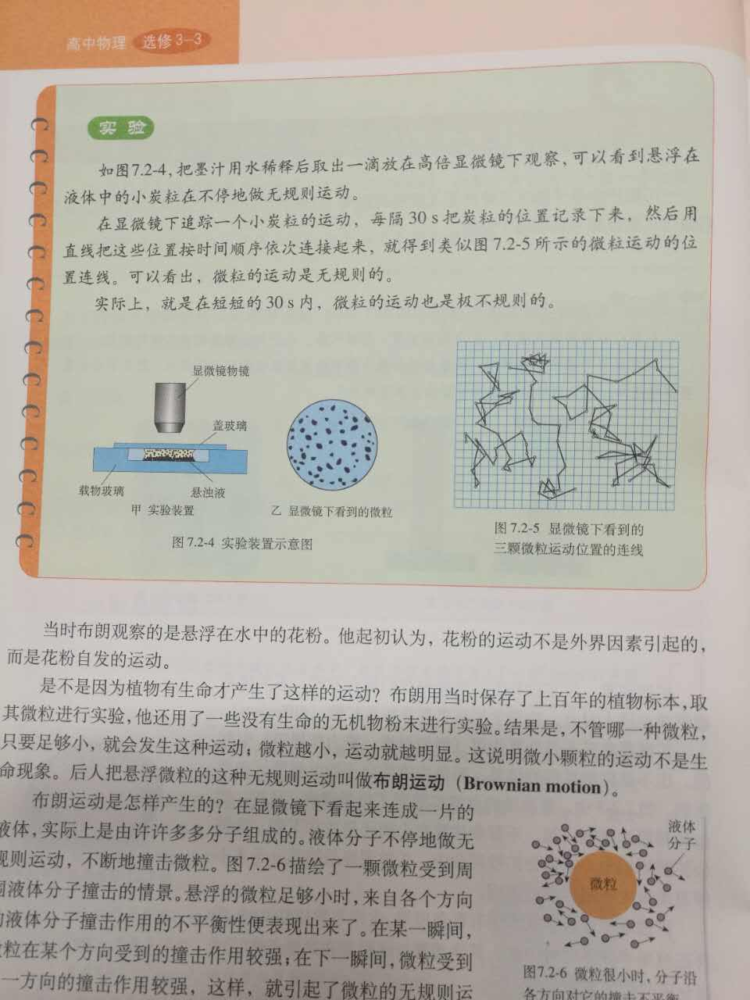 高中物理 选修3-3
实验
如图7.2-4，把墨汁用水稀释后取出一滴放在高倍显微镜下观察，可以看到悬浮在
液体中的小炭粒在不停地做无规则运动。
在显微镜下追踪一个小炭粒的运动，每隔 30 s 把炭粒的位置记录下来，然后用
直线把这些位置按时间顺序依次连接起来，就得到类似图 7.2-5 所示的微粒运动的位
置连线。可以看出，微粒的运动是无规则的。
实际上，就是在短短的 30 s 内，微粒的运动也是极不规则的。
显微镜物镜
盖玻璃
载物玻璃
悬浊液
甲 实验装置
乙 显微镜下看到的微粒
图 7.2-4 实验装置示意图
图 7.2-5 显微镜下看到的
三颗微粒运动位置的连线
当时布朗观察的是悬浮在水中的花粉。他起初认为，花粉的运动不是外界因素引起的，
而是花粉自发的运动。
是不是因为植物有生命才产生了这样的运动？布朗用当时保存了上百年的植物标本，取
其微粒进行实验，他还用了一些没有生命的无机物粉末进行实验。结果是，不管哪一种微粒，
只要足够小，就会发生这种运动；微粒越小，运动就越明显。这说明微小颗粒的运动不是生
命现象。后人把悬浮微粒的这种无规则运动叫做布朗运动（Brownian motion）。
布朗运动是怎样产生的？在显微镜下看起来连成一片的
液体，实际上是由许许多多分子组成的。液体分子不停地做无
规则运动，不断地撞击微粒。图 7.2-6 描绘了一颗微粒受到周
围液体分子撞击的情景。悬浮的微粒足够小时，来自各个方向
的液体分子撞击作用的不平衡性便表现出来了。在某一瞬间，
微粒在某个方向受到的撞击作用较强；在下一瞬间，微粒受到
一方向的撞击作用较强，这样，就引起了微粒的无规则运
液体
分子
微粒
图7.2-6 微粒很小时，分子沿
各方向对它的撞击不平衡